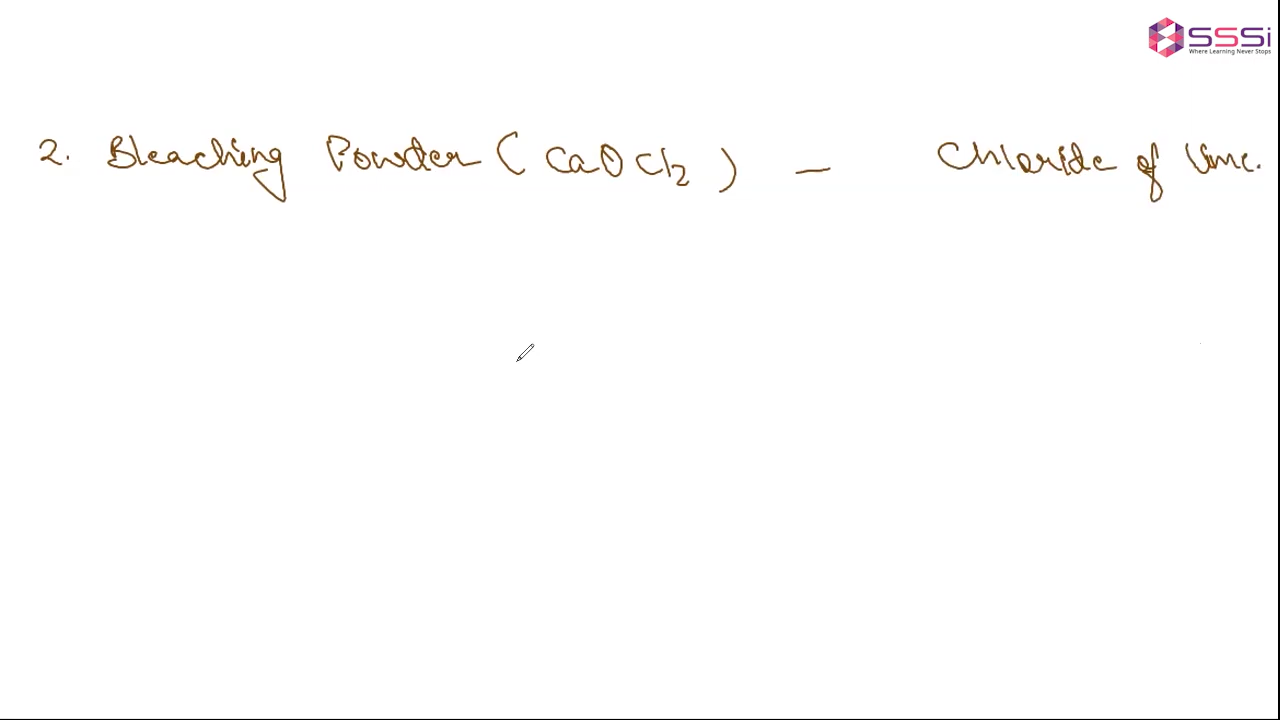 SSSi
Where Learning Never Stops
2. Bleaching Powder (CaOCl2) - Chloride of lime.